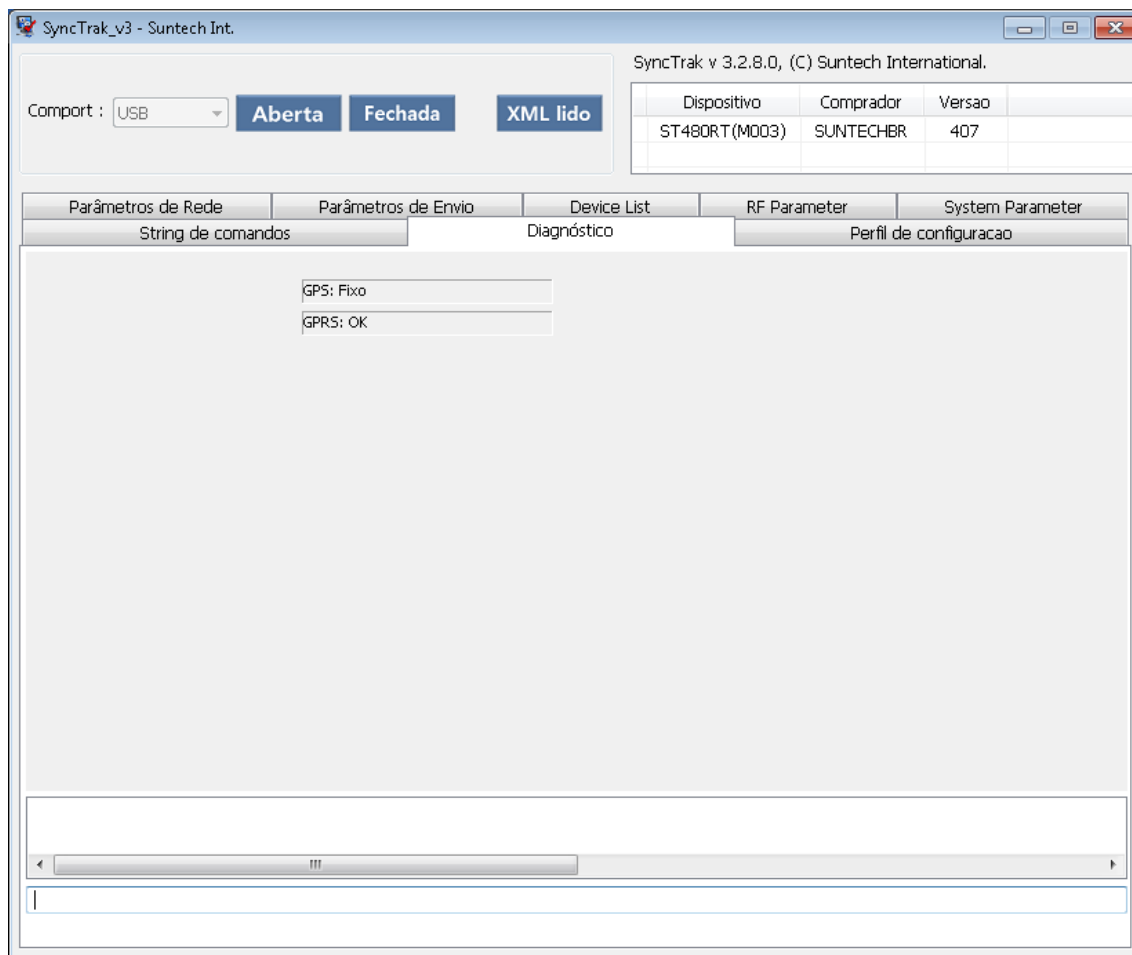 SyncTrak_v3 - Suntech Int.
SyncTrak v 3.2.8.0, (C) Suntech International.
Comport : USB Aberta Fechada XML lido
Dispositivo Comprador Versao
ST480RT(M003) SUNTECHBR 407
Parâmetros de Rede Parâmetros de Envio Device List RF Parameter System Parameter
String de comandos Diagnóstico Perfil de configuracao
GPS: Fixo
GPRS: OK